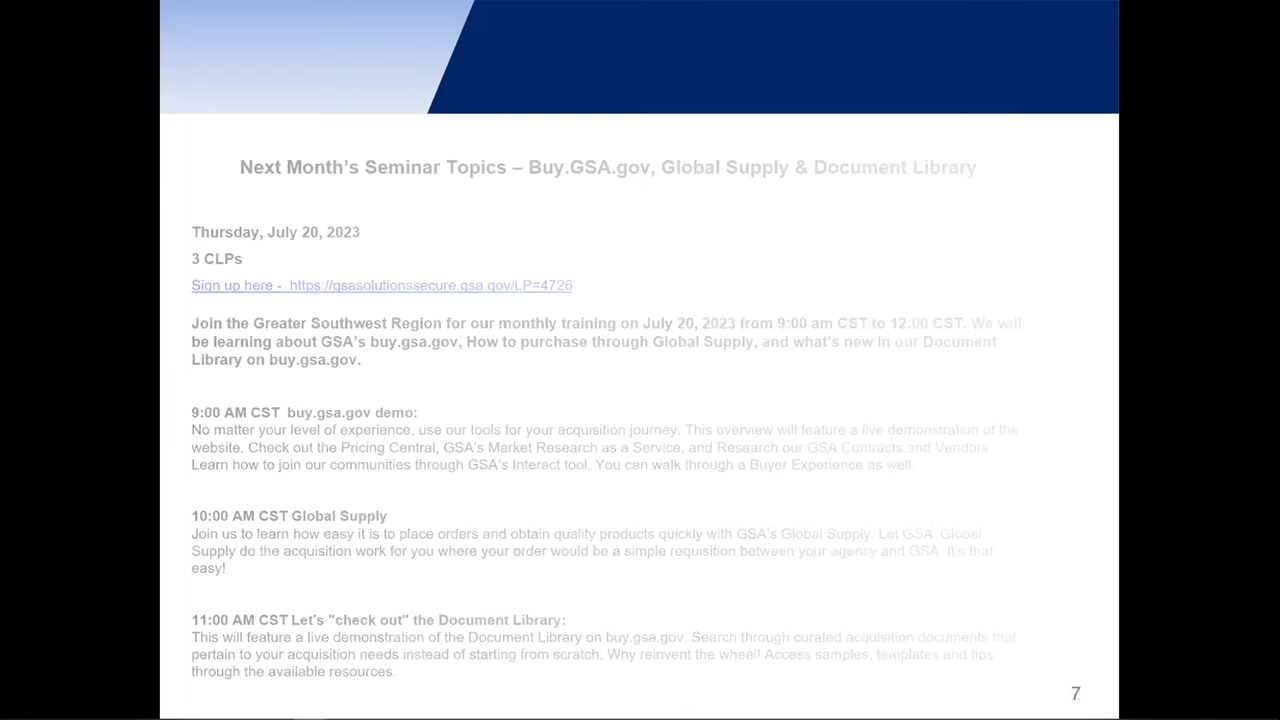 Next Month’s Seminar Topics – Buy.GSA.gov, Global Supply & Document Library
Thursday, July 20, 2023
3 CLPs
Sign up here - https://gsasolutionssecure.gsa.gov/LP=4726
Join the Greater Southwest Region for our monthly training on July 20, 2023 from 9:00 am CST to 12:00 CST. We will
be learning about GSA’s buy.gsa.gov, How to purchase through Global Supply, and what’s new in our Document
Library on buy.gsa.gov.
9:00 AM CST buy.gsa.gov demo:
No matter your level of experience, use our tools for your acquisition journey. This overview will feature a live demonstration of the
website. Check out the Pricing Central, GSA’s Market Research as a Service, and Research our GSA Contracts and Vendors
Learn how to join our communities through GSA's Interact tool. You can walk through a Buyer Experience as well.
10:00 AM CST Global Supply
Join us to learn how easy it is to place orders and obtain quality products quickly with GSA’s Global Supply. Let GSA Global
Supply do the acquisition work for you where your order would be a simple requisition between your agency and GSA It’s that
easy!
11:00 AM CST Let's "check out" the Document Library:
This will feature a live demonstration of the Document Library on buy.gsa.gov. Search through curated acquisition documents that
pertain to your acquisition needs instead of starting from scratch. Why reinvent the wheel! Access samples, templates and tips
through the available resources.
7